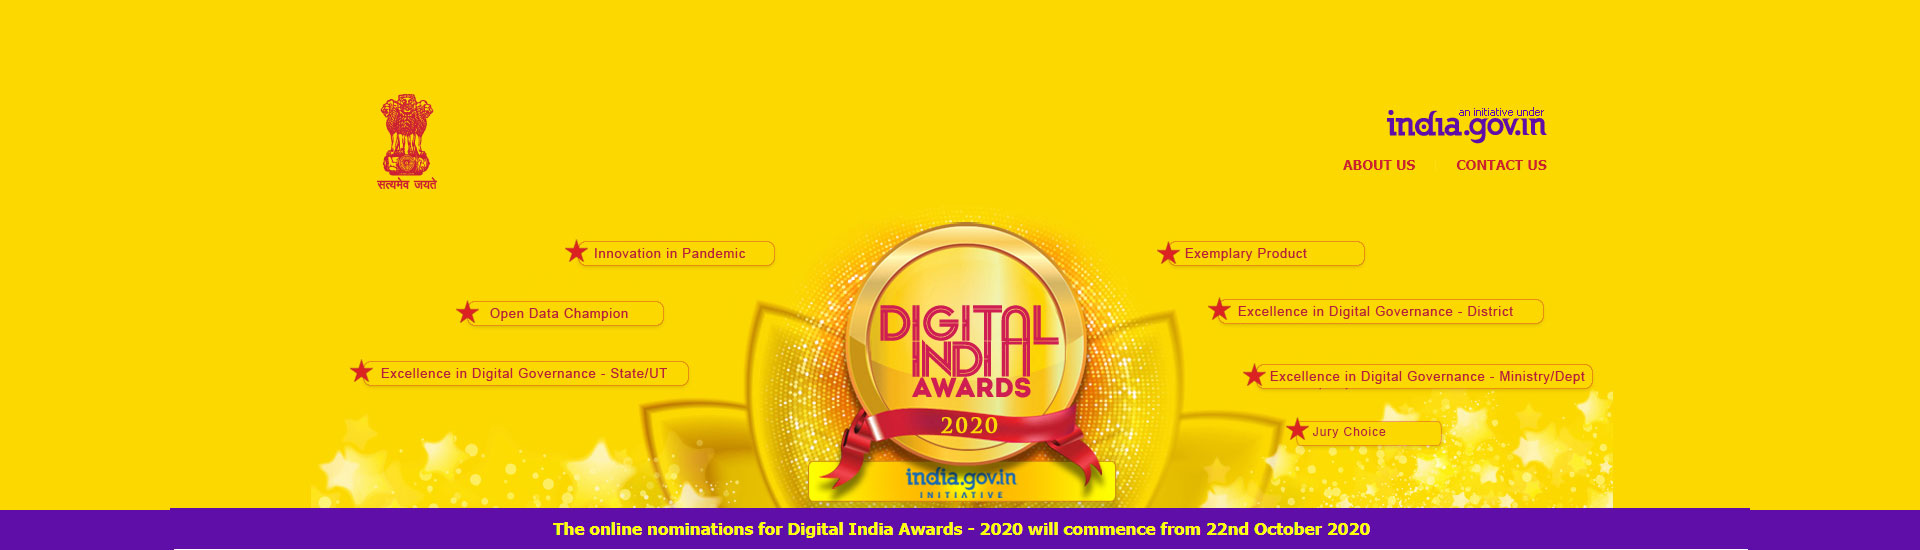 सत्यमेव जयते
an initiative under
india.gov.in
ABOUT US
CONTACT US
Innovation in Pandemic
Open Data Champion
Excellence in Digital Governance - State/UT
DIGITAL
INDIA
AWARDS
2020
india.gov.in
INITIATIVE
Exemplary Product
Excellence in Digital Governance - District
Excellence in Digital Governance - Ministry/Dept
Jury Choice
The online nominations for Digital India Awards - 2020 will commence from 22nd October 2020